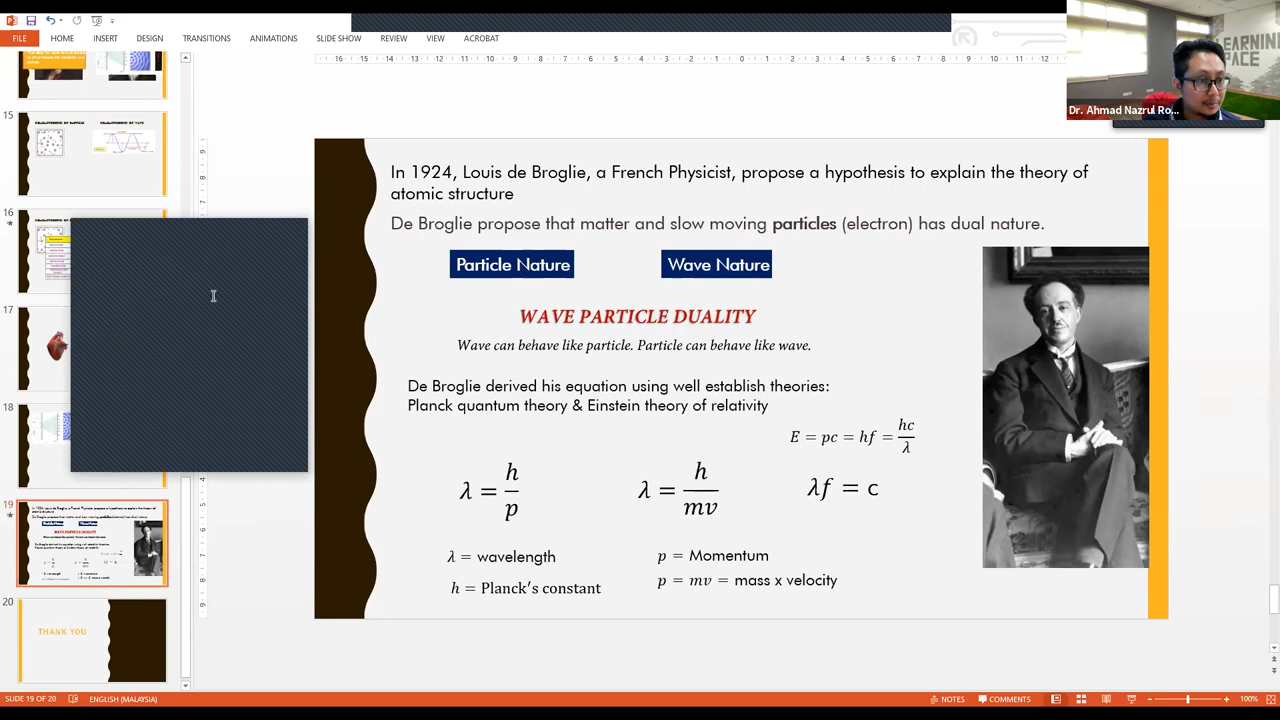 FILE
HOME
INSERT
DESIGN
TRANSITIONS
ANIMATIONS
SLIDE SHOW
REVIEW
VIEW
ACROBAT
LEARNING
SPACE
Dr. Ahmad Nazrul Ro...
15
16
17
18
19
20
THANK YOU
In 1924, Louis de Broglie, a French Physicist, propose a hypothesis to explain the theory of
atomic structure
De Broglie propose that matter and slow moving particles (electron) has dual nature.
Particle Nature
Wave Nature
WAVE PARTICLE DUALITY
Wave can behave like particle. Particle can behave like wave.
De Broglie derived his equation using well establish theories:
Planck quantum theory & Einstein theory of relativity
E = pc = hf = hc/λ
λ = h/p
λ = h/mv
λf = c
λ = wavelength
p = Momentum
h = Planck's constant
p = mv = mass x velocity
SLIDE 19 OF 20
ENGLISH (MALAYSIA)
NOTES
COMMENTS
100%